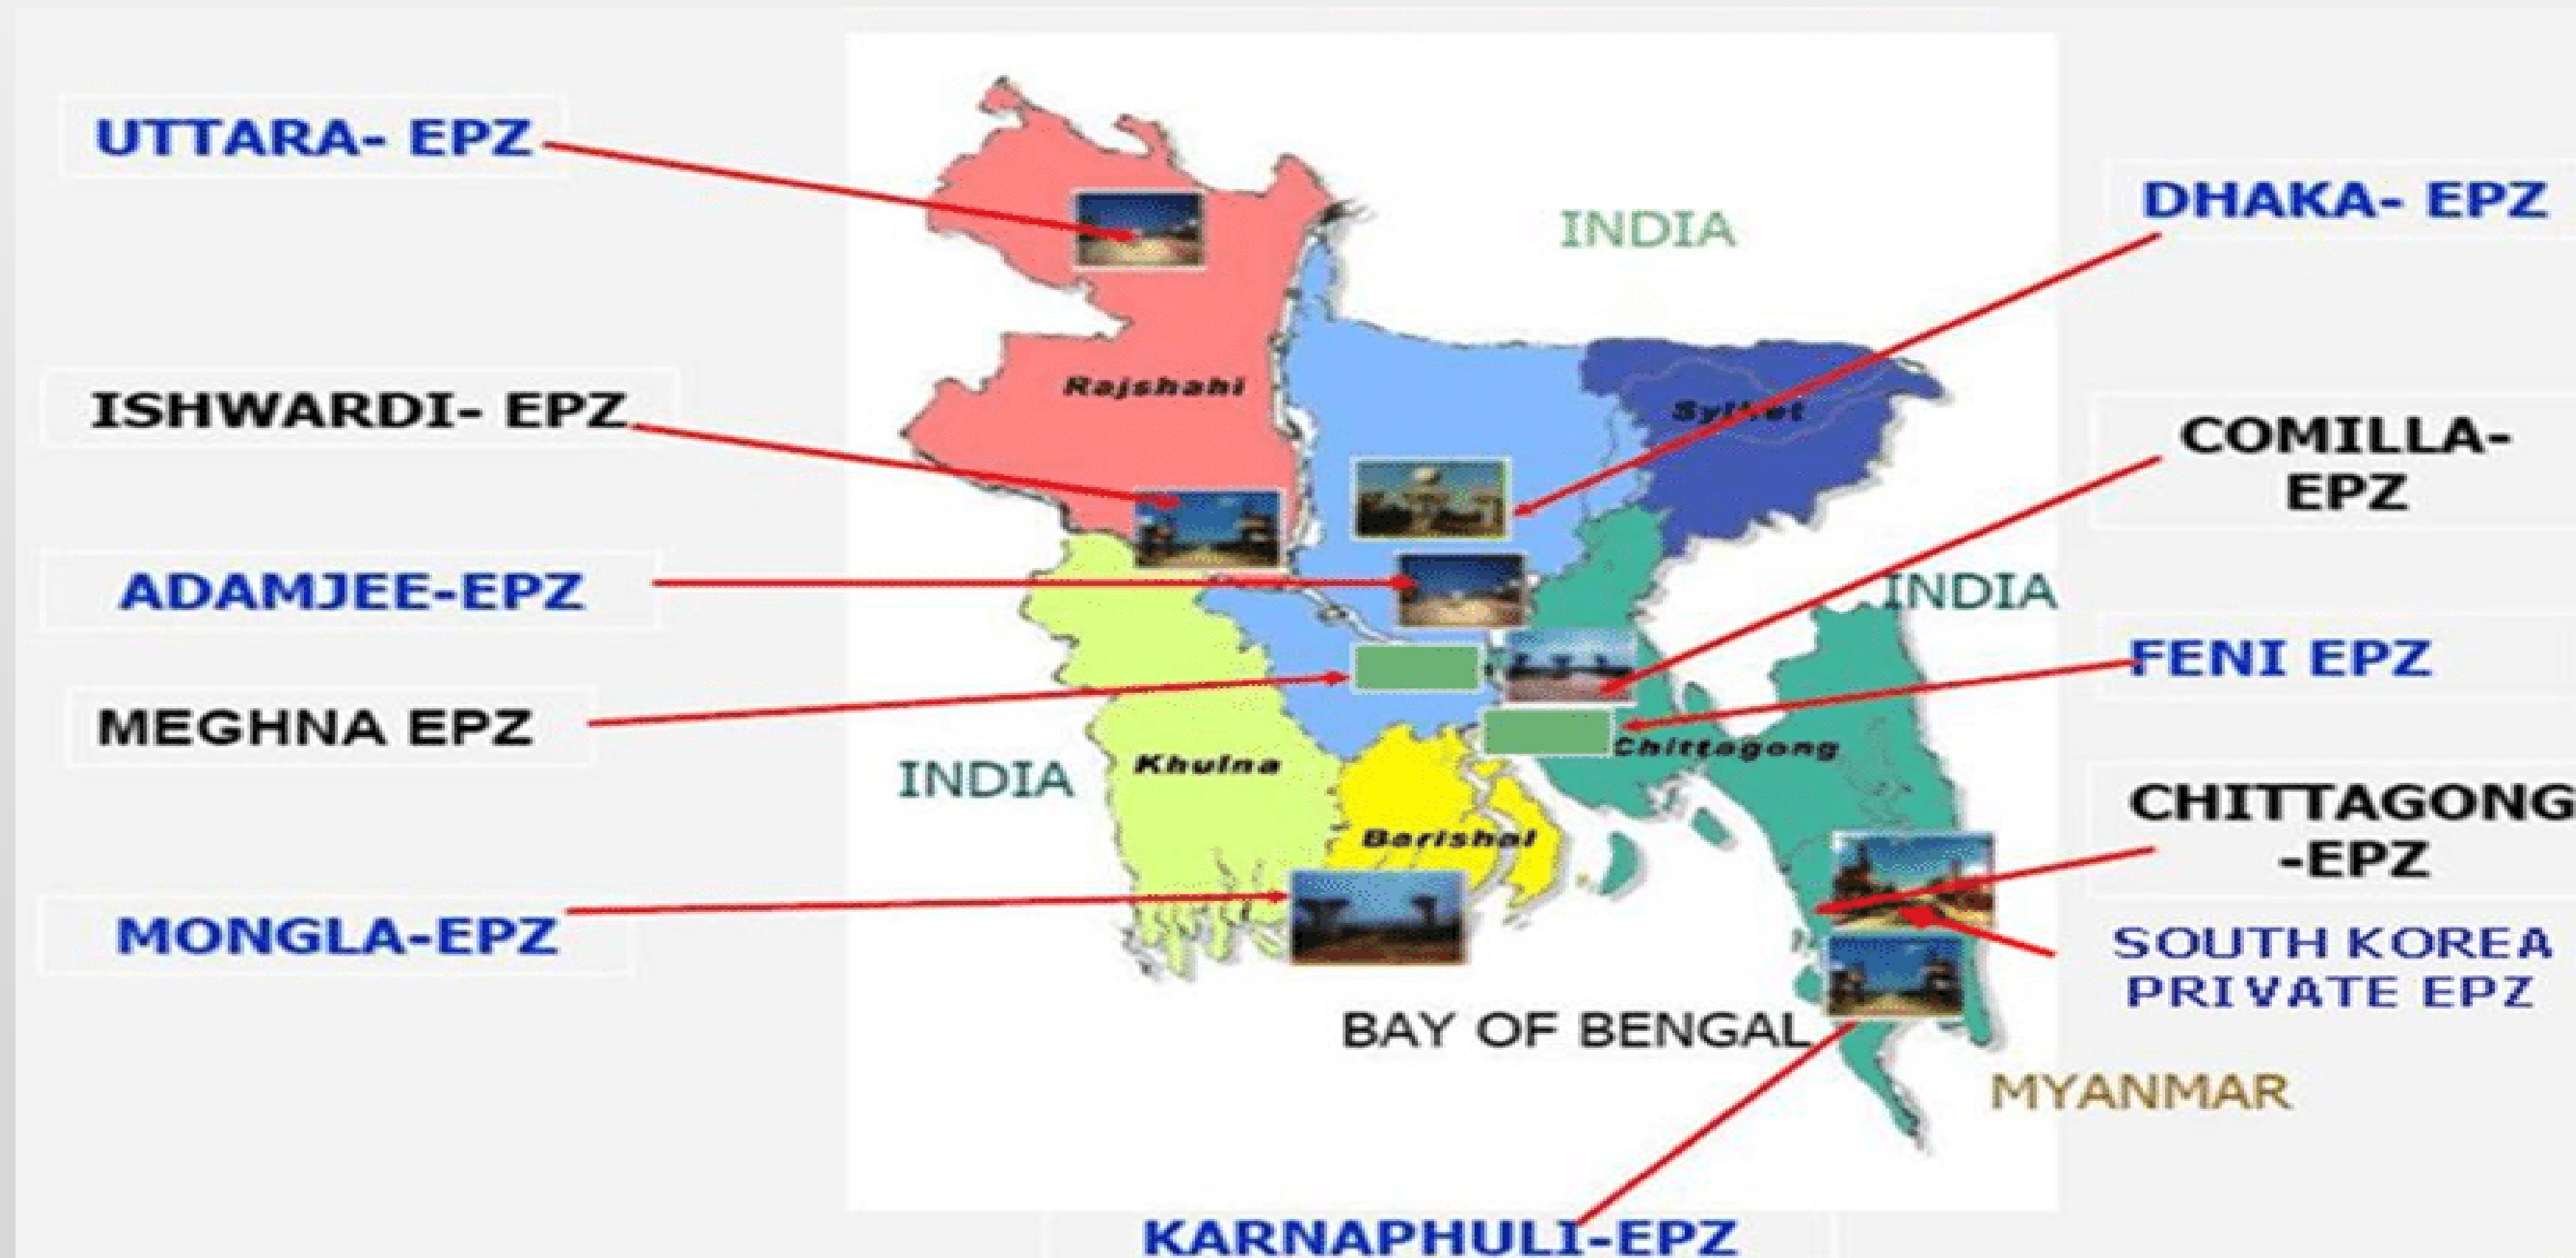 UTTARA- EPZ
DHAKA- EPZ
INDIA
ISHWARDI- EPZ
Rajshahi
Sylhet
COMILLA-
EPZ
ADAMJEE-EPZ
INDIA
FENI EPZ
MEGHNA EPZ
INDIA
Khulna
Chittagong
CHITTAGONG
-EPZ
Barishal
MONGLA-EPZ
SOUTH KOREA
PRIVATE EPZ
BAY OF BENGAL
MYANMAR
KARNAPHULI-EPZ